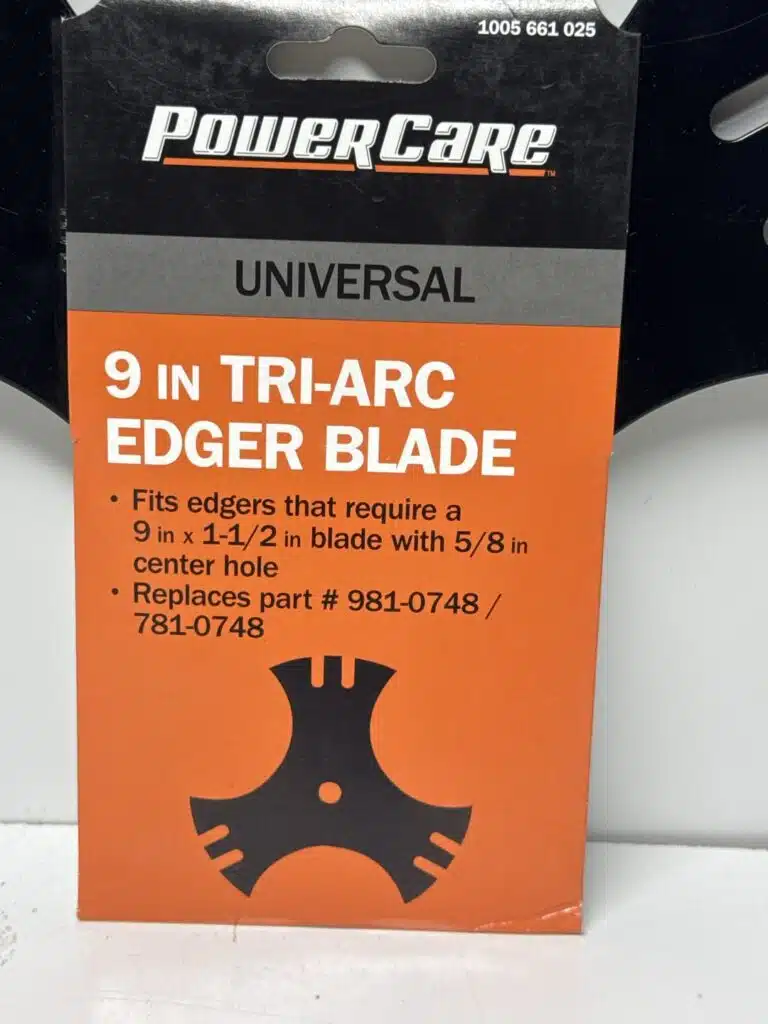 1005 661 025
PowerCare™
UNIVERSAL
9 IN TRI-ARC
EDGER BLADE
• Fits edgers that require a
9 in x 1-1/2 in blade with 5/8 in
center hole
• Replaces part # 981-0748 /
781-0748